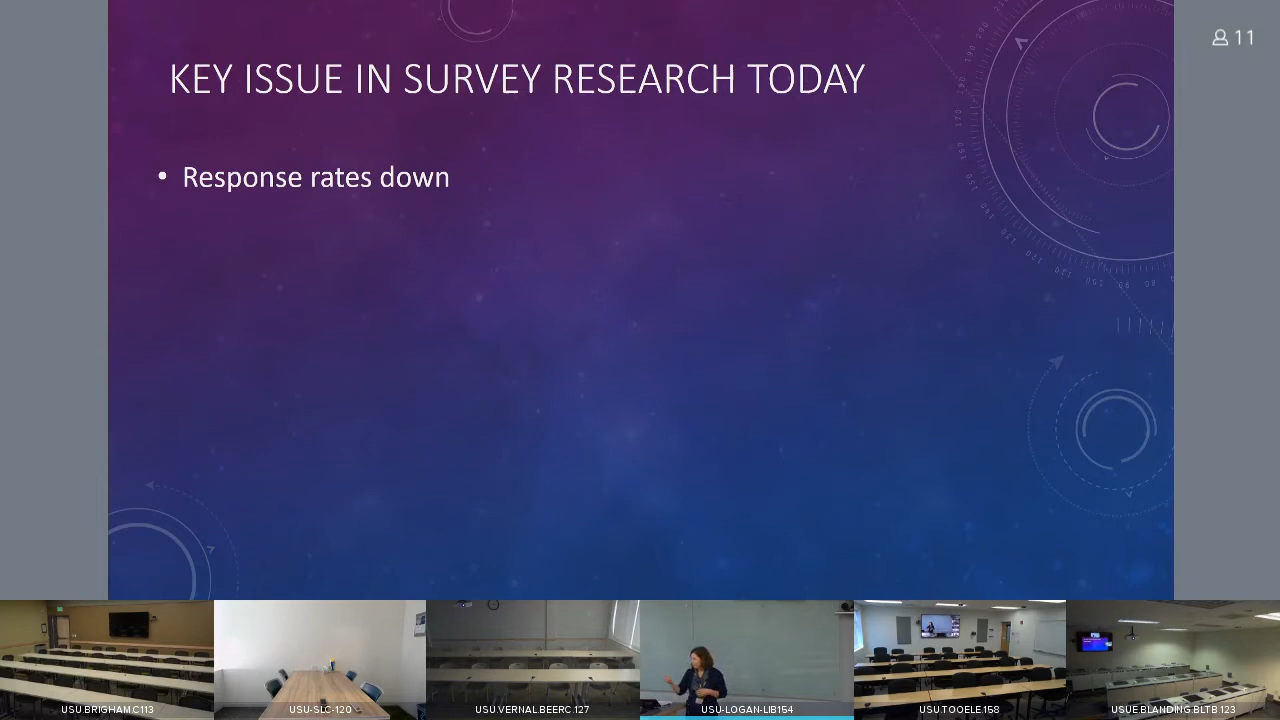 KEY ISSUE IN SURVEY RESEARCH TODAY
11
• Response rates down
USU BRIGHAM C113
USU-SLC-120
USU.VERNAL.BEERC 127
USU-LOGAN-LIB154
USU.TOOELE.158
USUE BLANDING BLTB 123